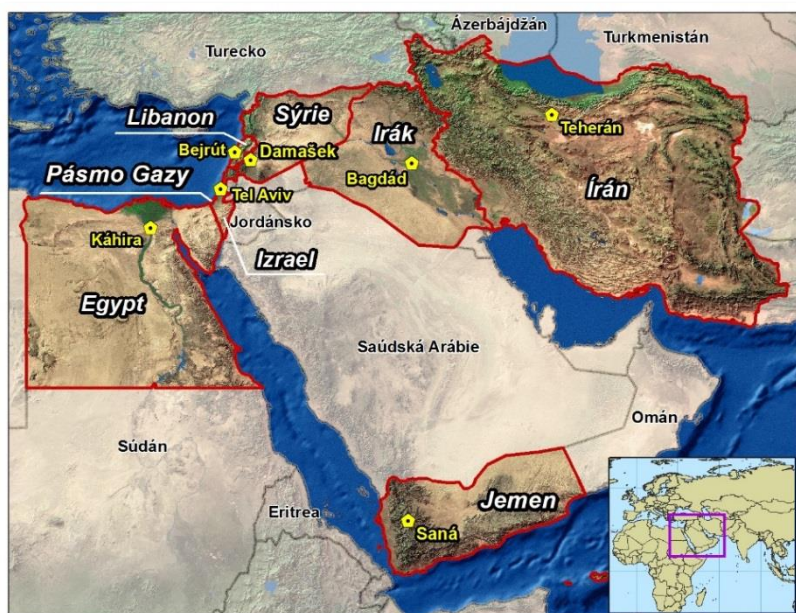 Ázerbájdžán
Turecko
Turkmenistán
Libanon
Sýrie
Irák
Teherán
Bejrút
Damašek
Bagdád
Írán
Pásmo Gazy
Tel Aviv
Jordánsko
Káhira
Izrael
Egypt
Saúdská Arábie
Omán
Súdán
Jemen
Eritrea
Saná